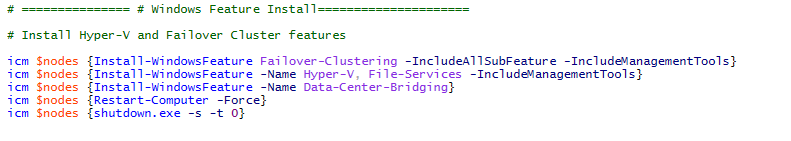 # =============== # Windows Feature Install=====================
# Install Hyper-V and Failover Cluster features
icm $nodes {Install-WindowsFeature Failover-Clustering -IncludeAllSubFeature -IncludeManagementTools}
icm $nodes {Install-WindowsFeature -Name Hyper-V, File-Services -IncludeManagementTools}
icm $nodes {Install-WindowsFeature -Name Data-Center-Bridging}
icm $nodes {Restart-Computer -Force}
icm $nodes {shutdown.exe -s -t 0}